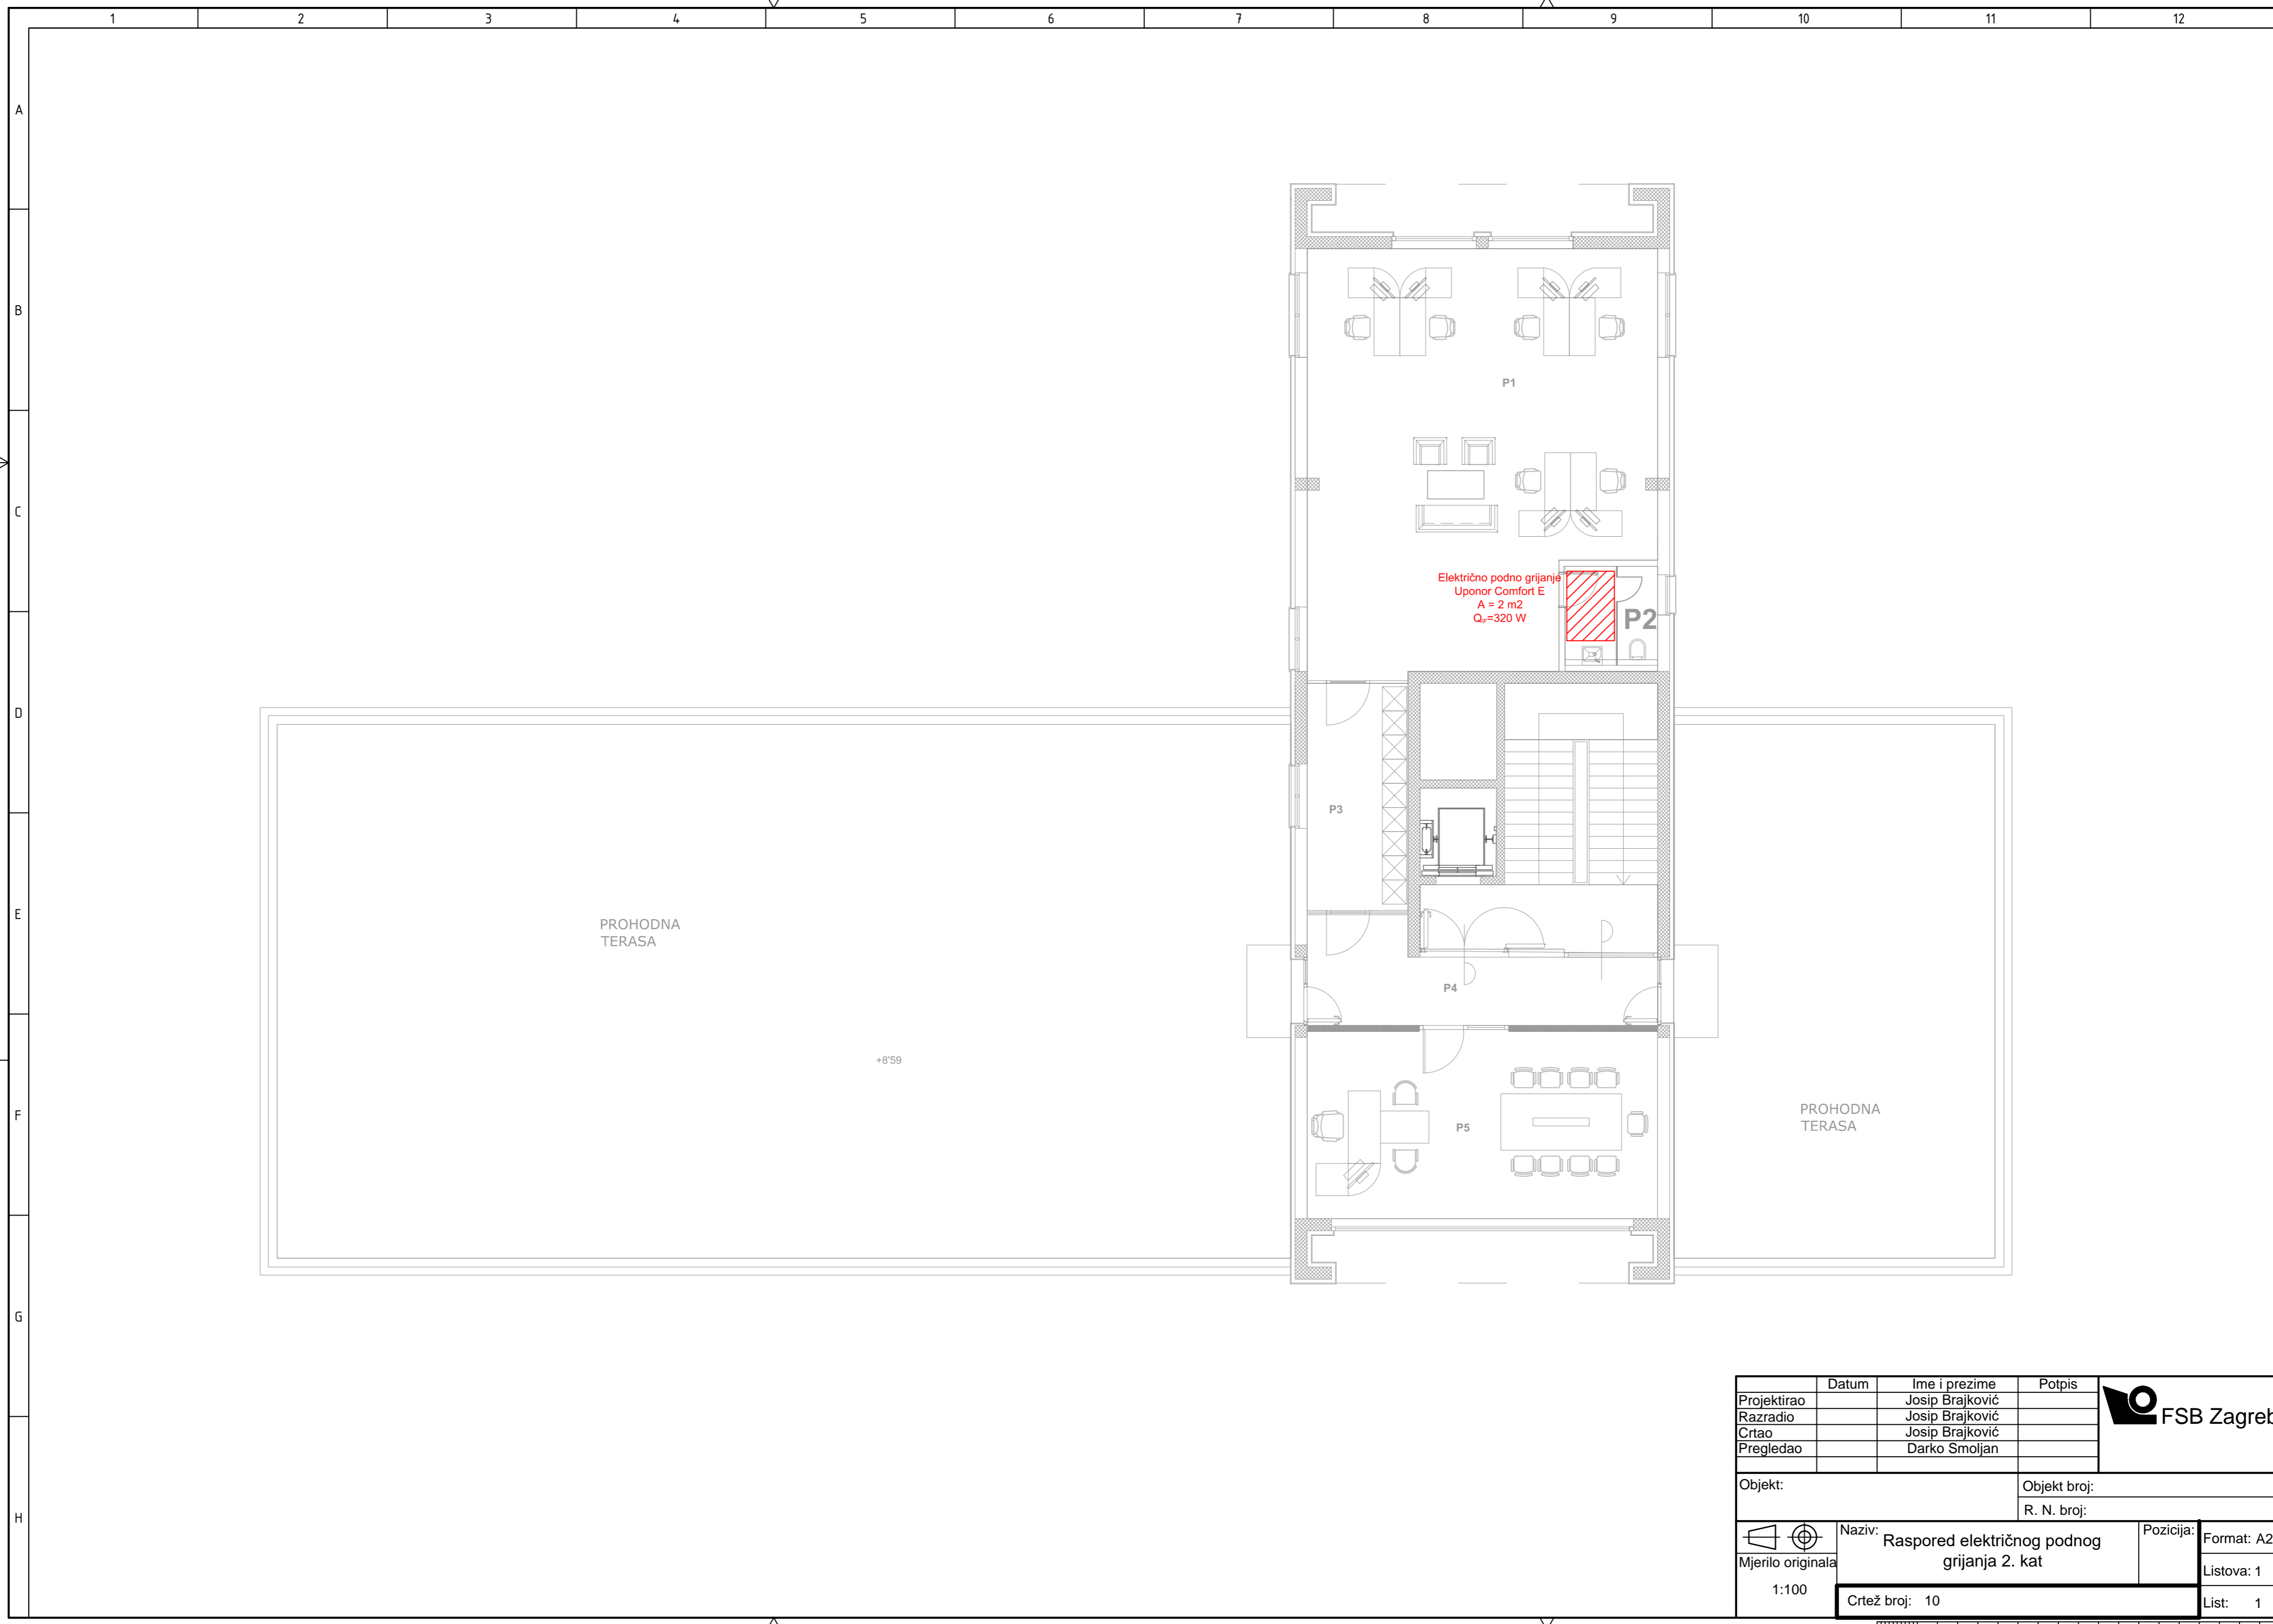 1 2 3 4 5 6 7 8 9 10 11 12
A
B
C
D
E
F
G
H
P1
Električno podno grijanje
Uponor Comfort E
A = 2 m2
=320 W
P2
P3
PROHODNA
TERASA
P4
+8'59
PROHODNA
TERASA
P5
Datum Ime i prezime Potpis
Projektirao Josip Brajković
Razradio Josip Brajković
Crtao Josip Brajković
Pregledao Darko Smoljan
FSB Zagreb
Objekt:
Objekt broj:
R. N. broj:
Naziv: Raspored električnog podnog
grijanja 2. kat
Pozicija:
Format: A2
Mjerilo originala
1:100
Listova: 1
Crtež broj: 10
List: 1